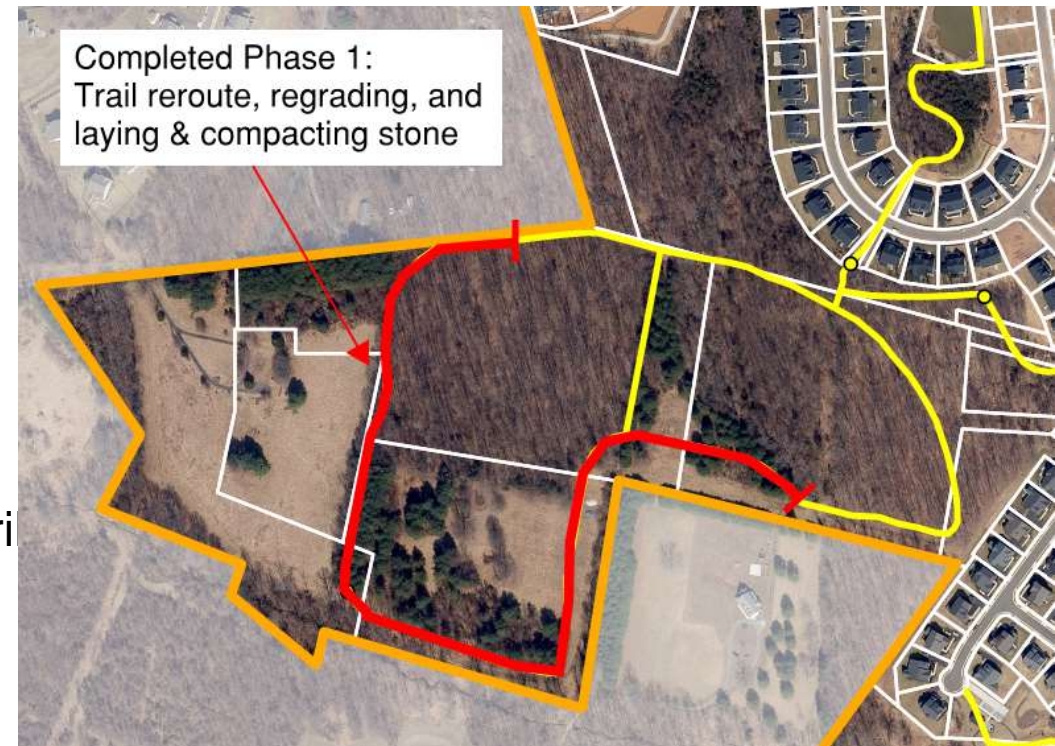 Completed Phase 1:
Trail reroute, regrading, and
laying & compacting stone